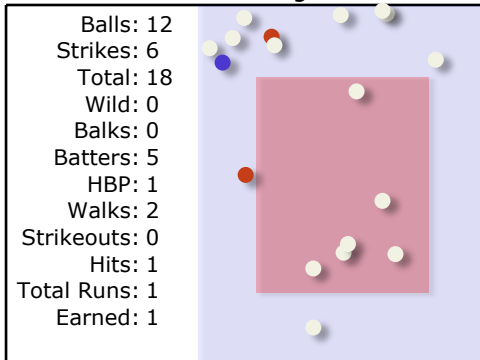 Balls: 12
Strikes: 6
Total: 18
Wild: 0
Balks: 0
Batters: 5
HBP: 1
Walks: 2
Strikeouts: 0
Hits: 1
Total Runs: 1
Earned: 1